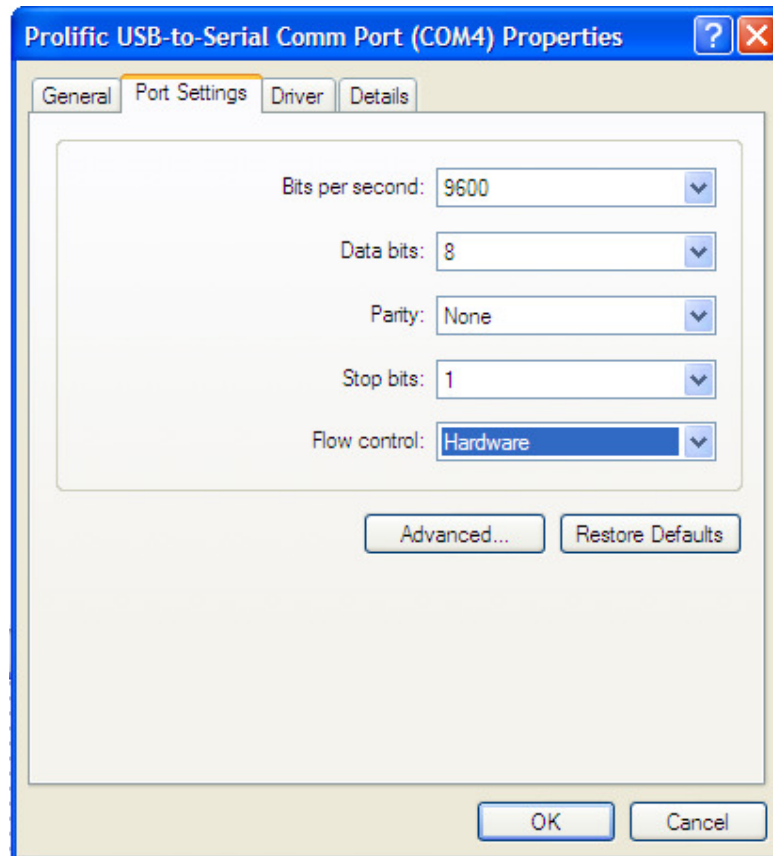 Prolific USB-to-Serial Comm Port (COM4) Properties ?
General Port Settings Driver Details
Bits per second: 9600
Data bits: 8
Parity: None
Stop bits: 1
Flow control: Hardware
Advanced... Restore Defaults
OK Cancel